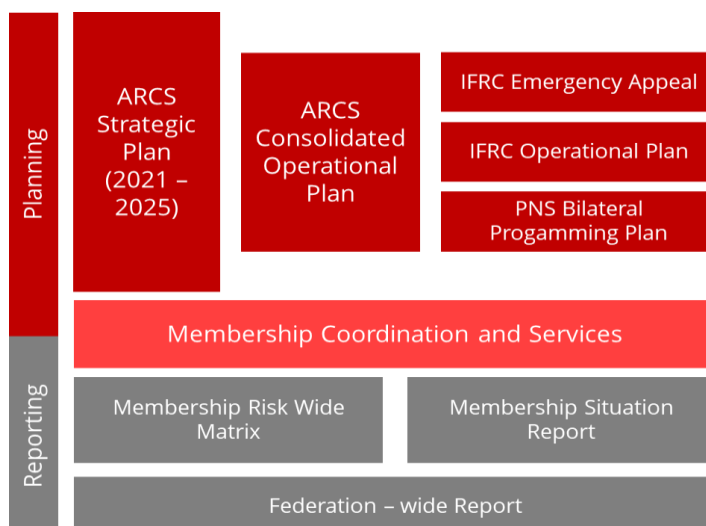 Planning
ARCS
Strategic
Plan
(2021 –
2025)
ARCS
Consolidated
Operational
Plan
IFRC Emergency Appeal
IFRC Operational Plan
PNS Bilateral
Progamming Plan
Membership Coordination and Services
Reporting
Membership Risk Wide
Matrix
Membership Situation
Report
Federation – wide Report